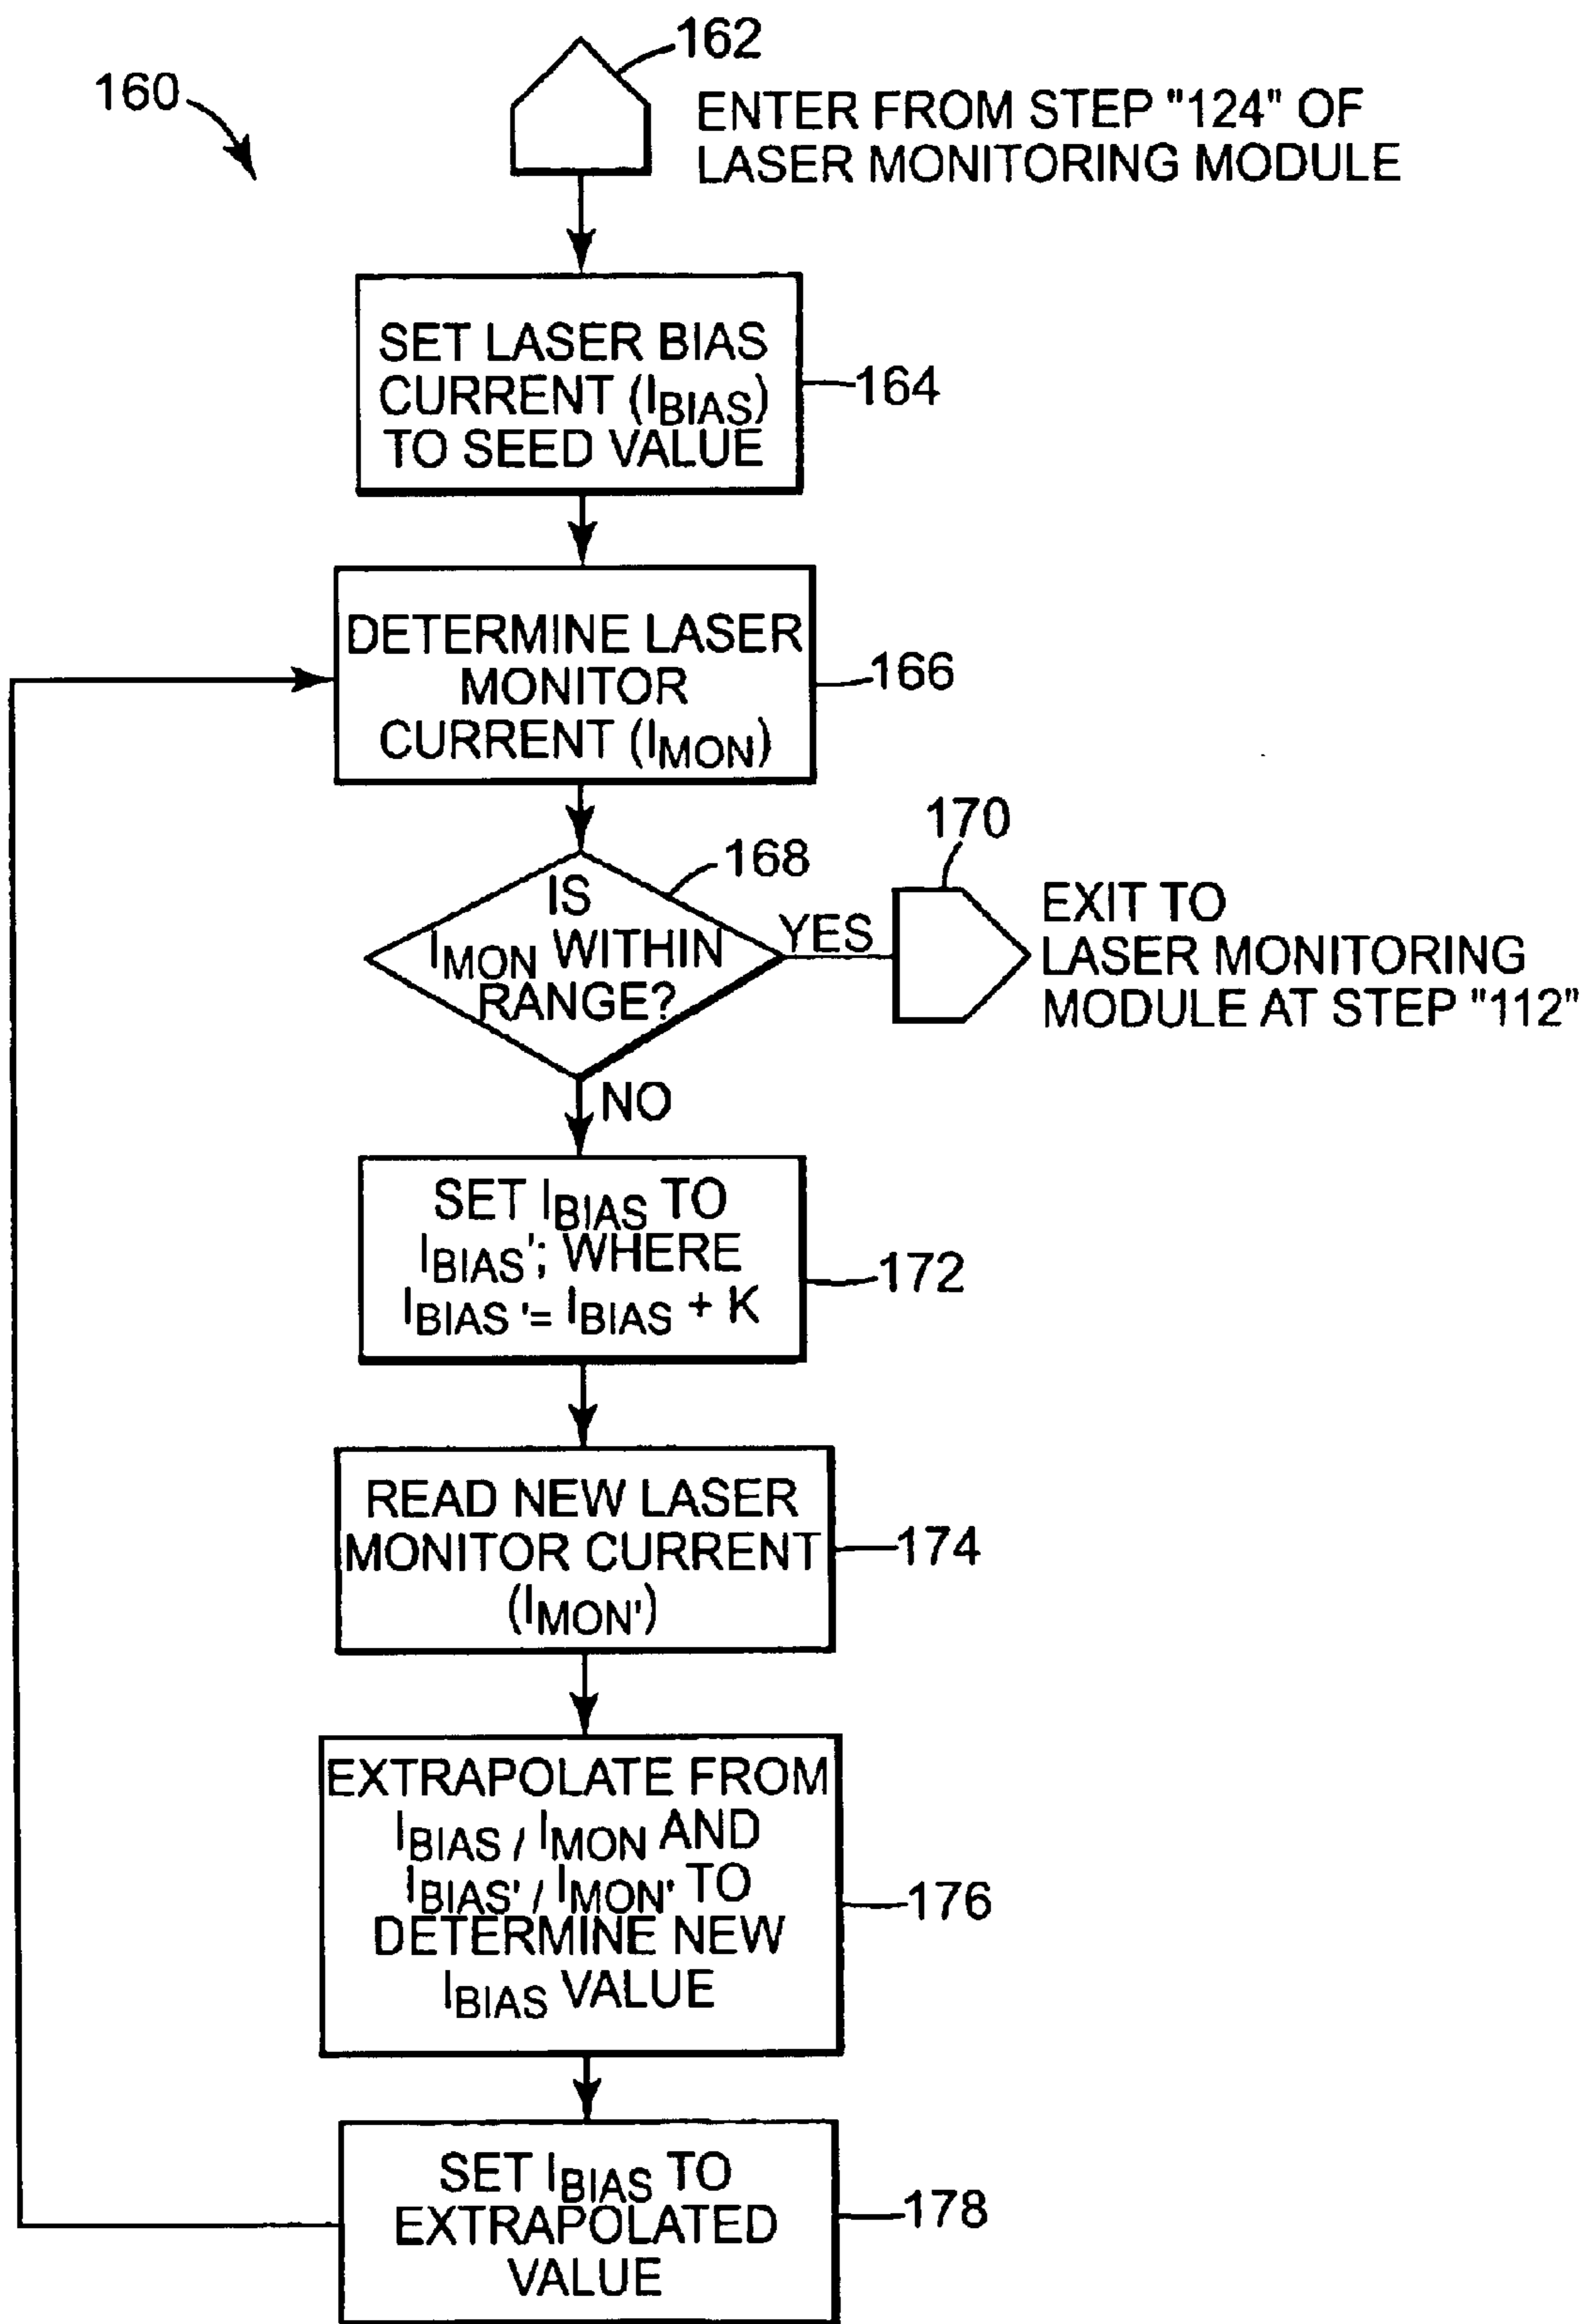 160
162
ENTER FROM STEP "124" OF
LASER MONITORING MODULE
SET LASER BIAS
CURRENT (IBIAS)
TO SEED VALUE
164
DETERMINE LASER
MONITOR
CURRENT (IMON)
166
IS
IMON WITHIN
RANGE?
168
YES
170
EXIT TO
LASER MONITORING
MODULE AT STEP "112"
NO
SET IBIAS TO
IBIAS'; WHERE
IBIAS'= IBIAS + K
172
READ NEW LASER
MONITOR CURRENT
(IMON')
174
EXTRAPOLATE FROM
IBIAS / IMON AND
IBIAS' / IMON' TO
DETERMINE NEW
IBIAS VALUE
176
SET IBIAS TO
EXTRAPOLATED
VALUE
178